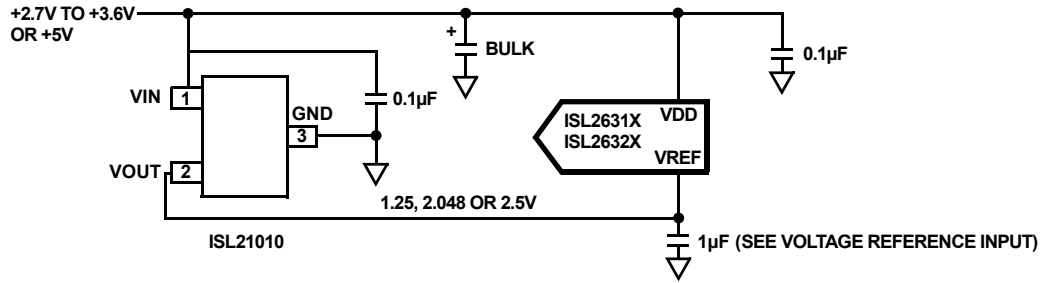 +2.7V TO +3.6V
OR +5V
+
BULK
0.1µF
VIN
1
0.1µF
GND
3
ISL2631X
ISL2632X
VDD
VREF
VOUT
2
1.25, 2.048 OR 2.5V
ISL21010
1µF (SEE VOLTAGE REFERENCE INPUT)